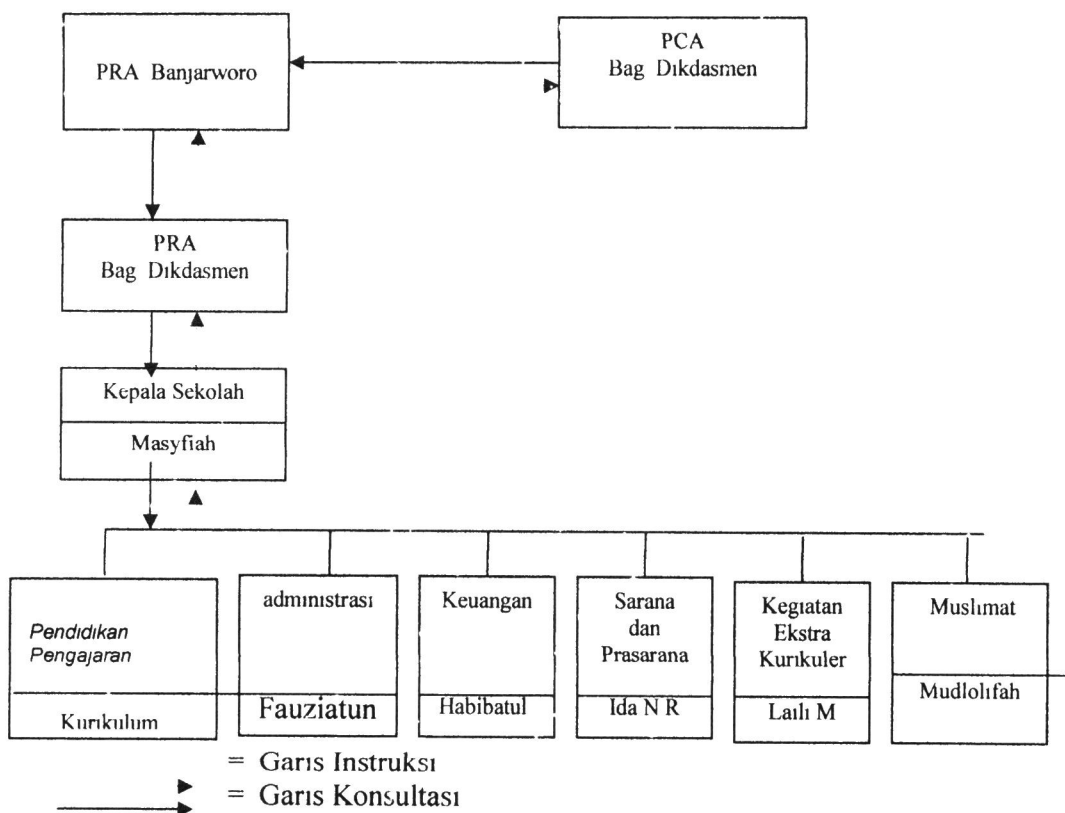 PRA Banjarworo
PCA
Bag Dikdasmen
PRA
Bag Dikdasmen
Kepala Sekolah
Masyfiah
Pendidikan
Pengajaran
Kurikulum
administrasi
Fauziatun
Keuangan
Habibatul
Sarana
dan
Prasarana
Ida N R
Kegiatan
Ekstra
Kurikuler
Laili M
Muslimat
Mudlolifah
= Garis Instruksi
= Garis Konsultasi